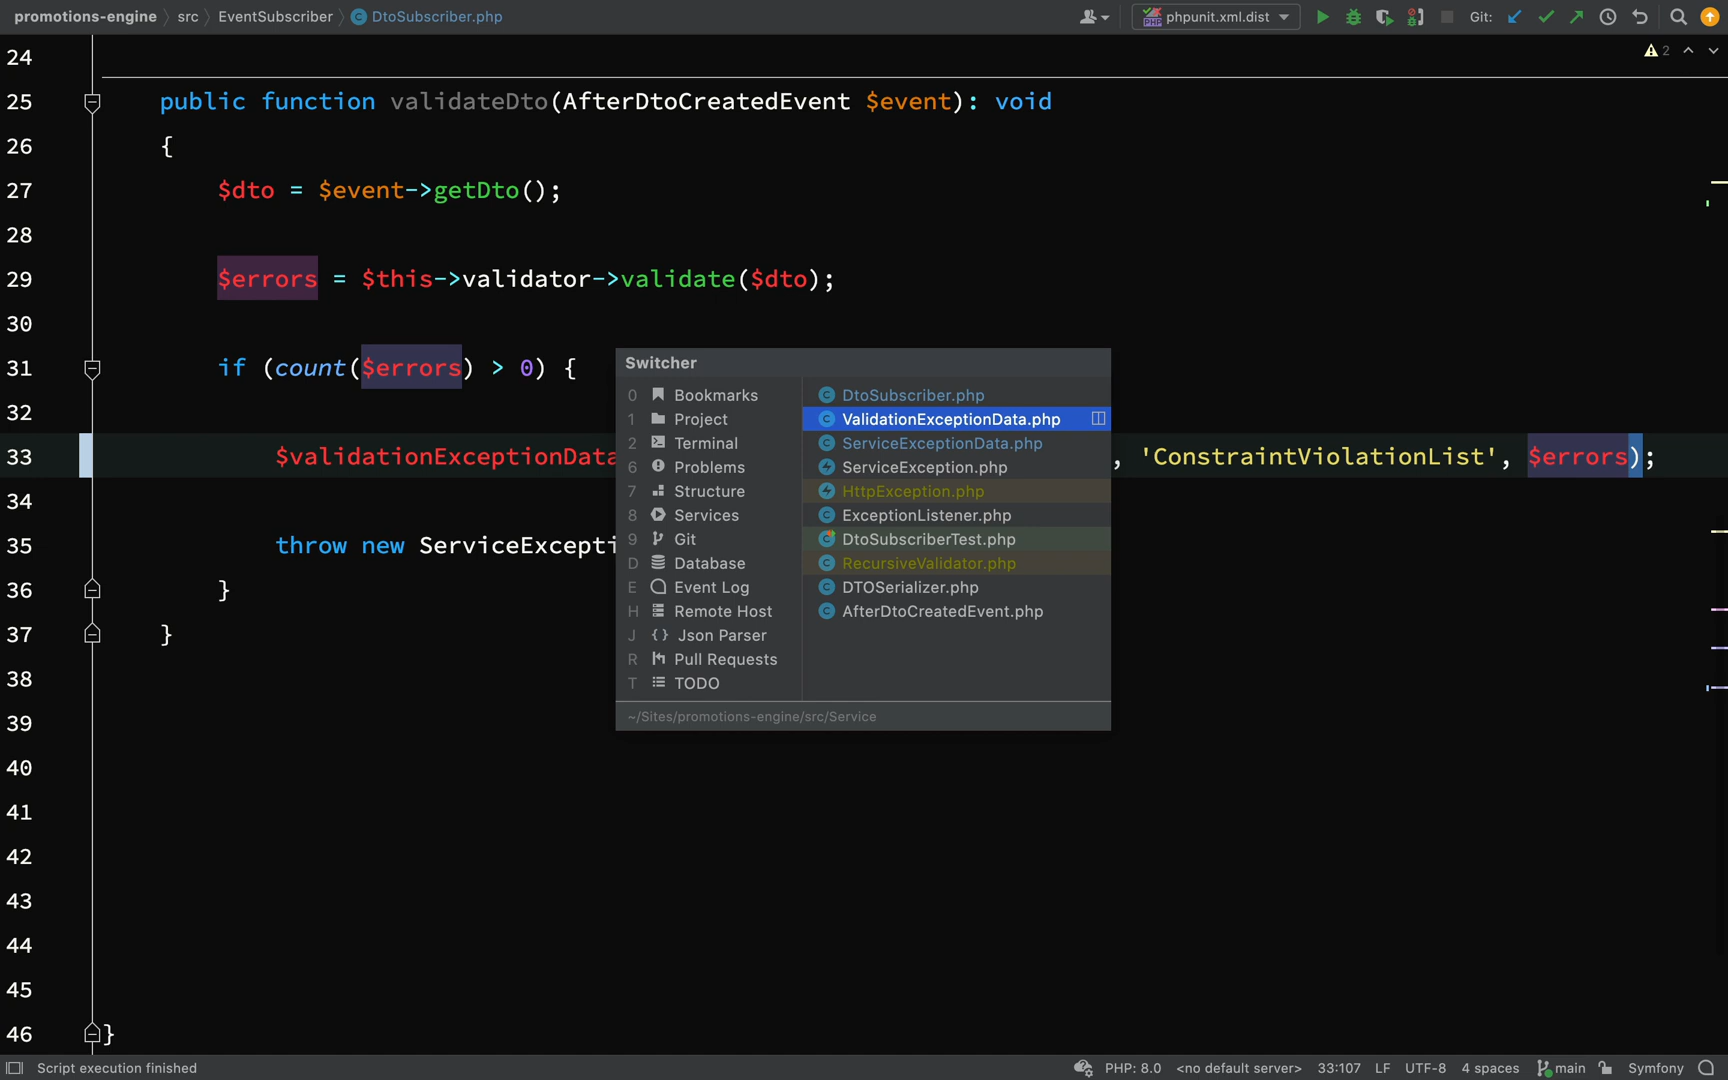 promotions-engine src EventSubscriber DtoSubscriber.php phpunit.xml.dist Git:
2
24
25 public function validateDto(AfterDtoCreatedEvent $event): void
26 {
27 $dto = $event->getDto();
28
29 $errors = $this->validator->validate($dto);
30
31 if (count($errors) > 0) {
32
33 $validationExceptionData , 'ConstraintViolationList', $errors);
34
35 throw new ServiceExcepti
36 }
37 }
38
39
40
41
42
43
44
45
46 }
Switcher
0 Bookmarks
1 Project
2 Terminal
6 Problems
7 Structure
8 Services
9 Git
D Database
E Event Log
H Remote Host
J Json Parser
R Pull Requests
T TODO
DtoSubscriber.php
ValidationExceptionData.php
ServiceExceptionData.php
ServiceException.php
HttpException.php
ExceptionListener.php
DtoSubscriberTest.php
RecursiveValidator.php
DTOSerializer.php
AfterDtoCreatedEvent.php
~/Sites/promotions-engine/src/Service
Script execution finished PHP: 8.0 <no default server> 33:107 LF UTF-8 4 spaces main Symfony